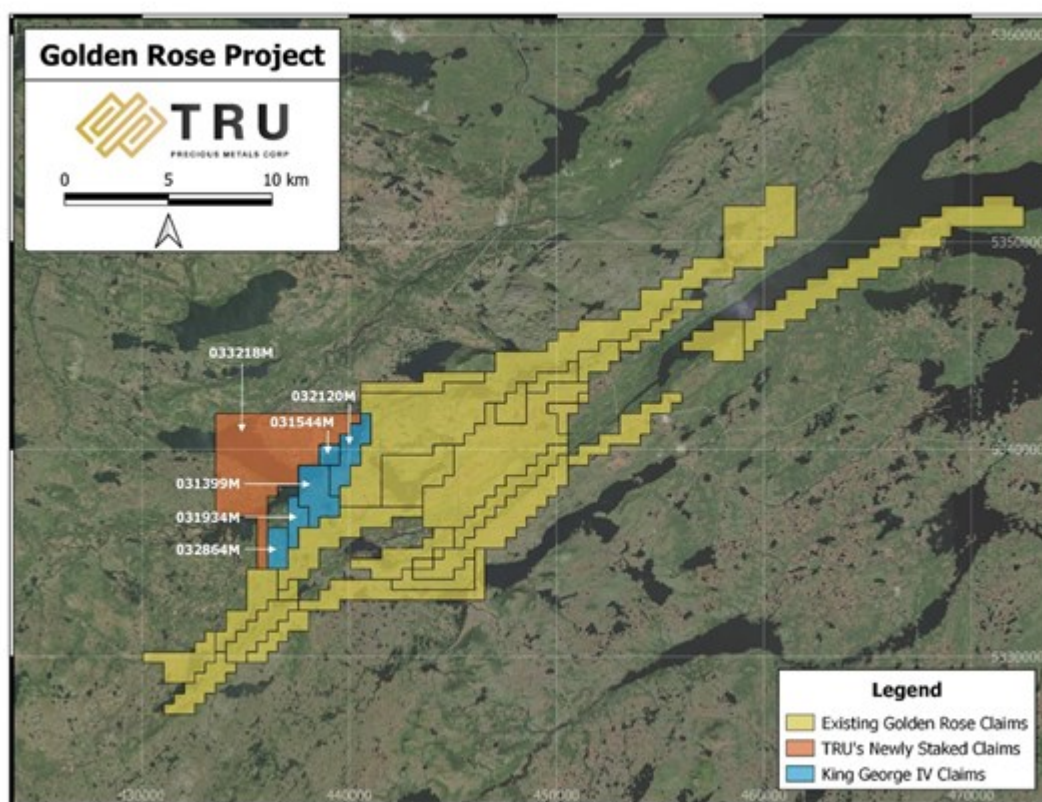 Golden Rose Project
TRU
PRECIOUS METALS CORP
0 5 10 km
5360000
5350000
033218M
032120M
031544M
5340000
031399M
031934M
032864M
5330000
Legend
Existing Golden Rose Claims
TRU's Newly Staked Claims
King George IV Claims
430000 440000 450000 460000 470000